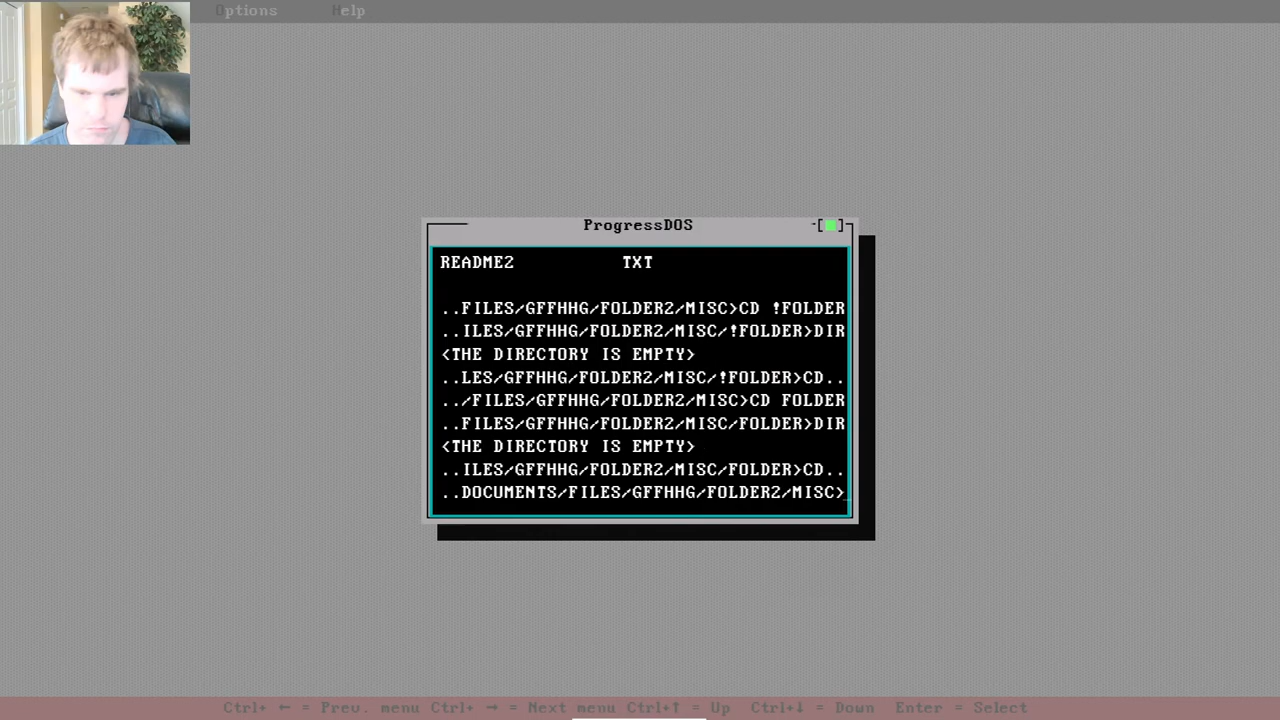 Options Help
ProgressDOS
README2 TXT
..FILES/GFFHHG/FOLDER2/MISC>CD !FOLDER
..ILES/GFFHHG/FOLDER2/MISC/!FOLDER>DIR
<THE DIRECTORY IS EMPTY>
..LES/GFFHHG/FOLDER2/MISC/!FOLDER>CD..
../FILES/GFFHHG/FOLDER2/MISC>CD FOLDER
..FILES/GFFHHG/FOLDER2/MISC/FOLDER>DIR
<THE DIRECTORY IS EMPTY>
..ILES/GFFHHG/FOLDER2/MISC/FOLDER>CD..
..DOCUMENTS/FILES/GFFHHG/FOLDER2/MISC>_
Ctrl+ ← = Prev. menu Ctrl+ → = Next menu Ctrl+↑ = Up Ctrl+↓ = Down Enter = Select